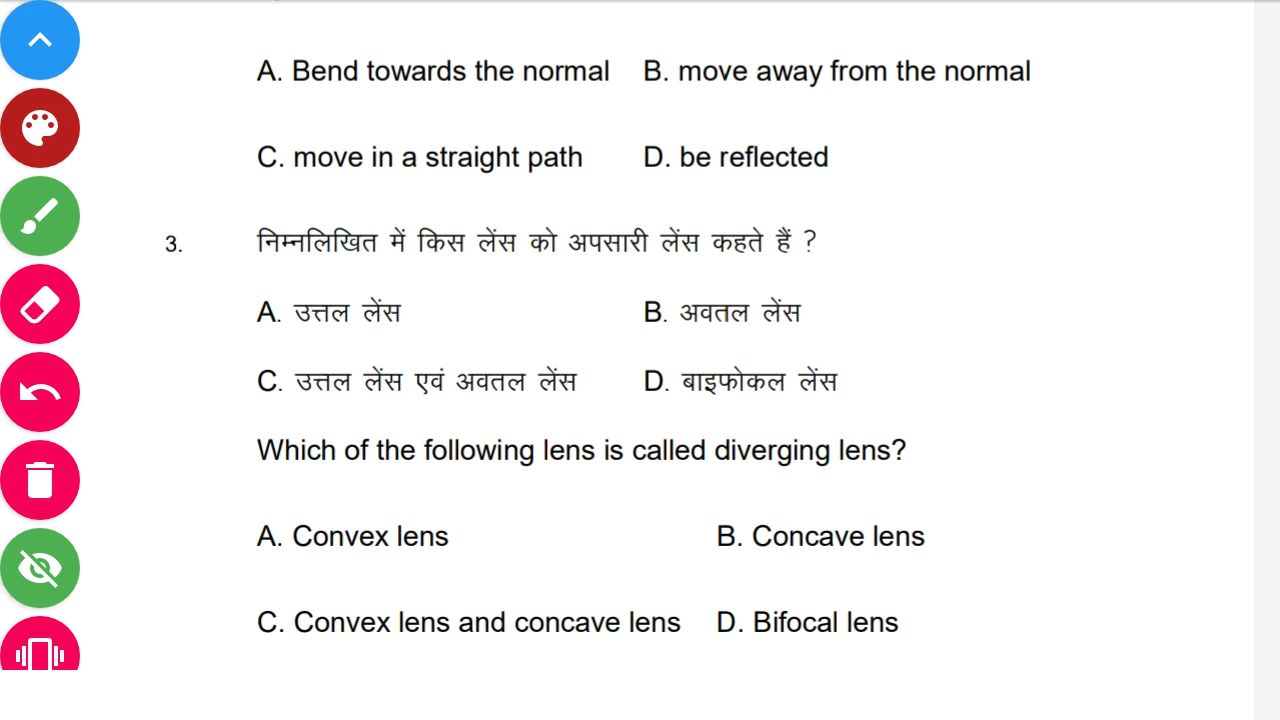 A. Bend towards the normal B. move away from the normal
C. move in a straight path D. be reflected
3. निम्नलिखित में किस लेंस को अपसारी लेंस कहते हैं ?
A. उत्तल लेंस B. अवतल लेंस
C. उत्तल लेंस एवं अवतल लेंस D. बाइफोकल लेंस
Which of the following lens is called diverging lens?
A. Convex lens B. Concave lens
C. Convex lens and concave lens D. Bifocal lens